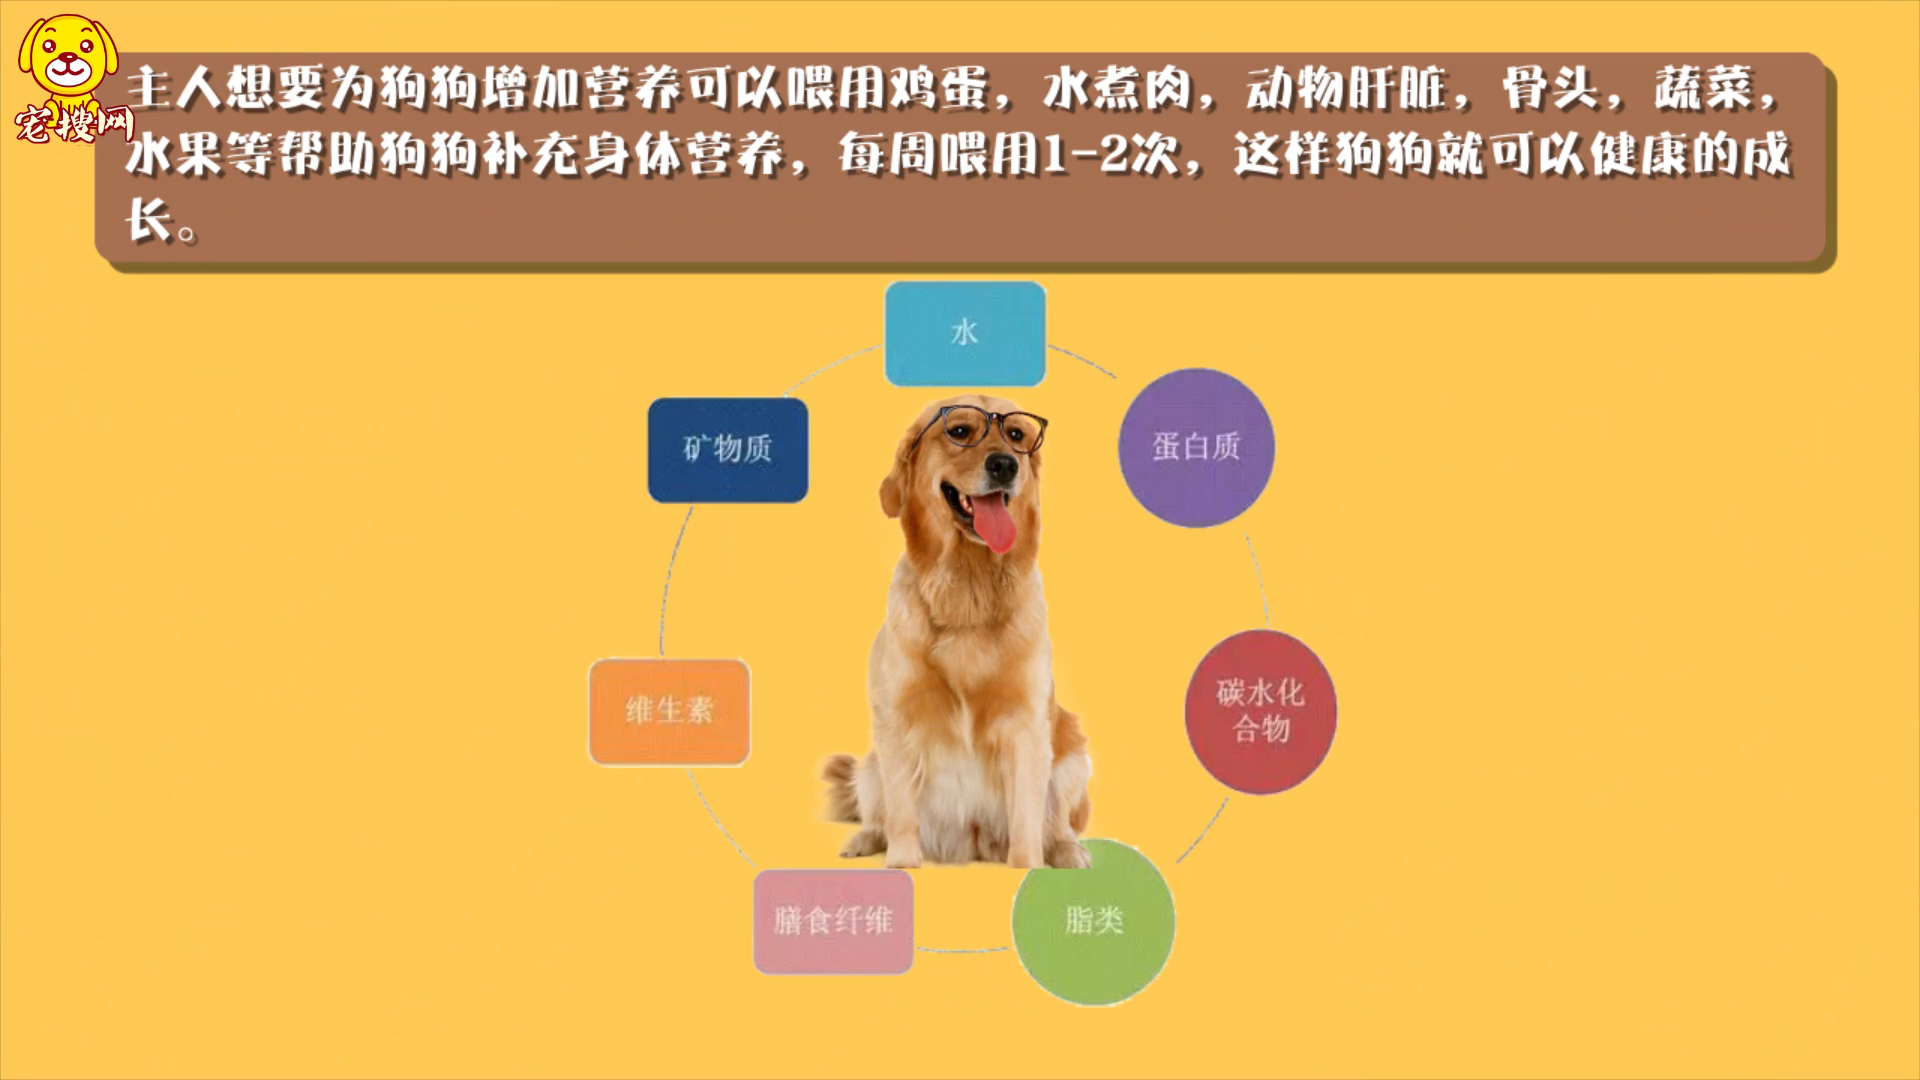 宠搜网
主人想要为狗狗增加营养可以喂用鸡蛋，水煮肉，动物肝脏，骨头，蔬菜，
水果等帮助狗狗补充身体营养，每周喂用1-2次，这样狗狗就可以健康的成
长。
水
矿物质
蛋白质
维生素
碳水化
合物
膳食纤维
脂类